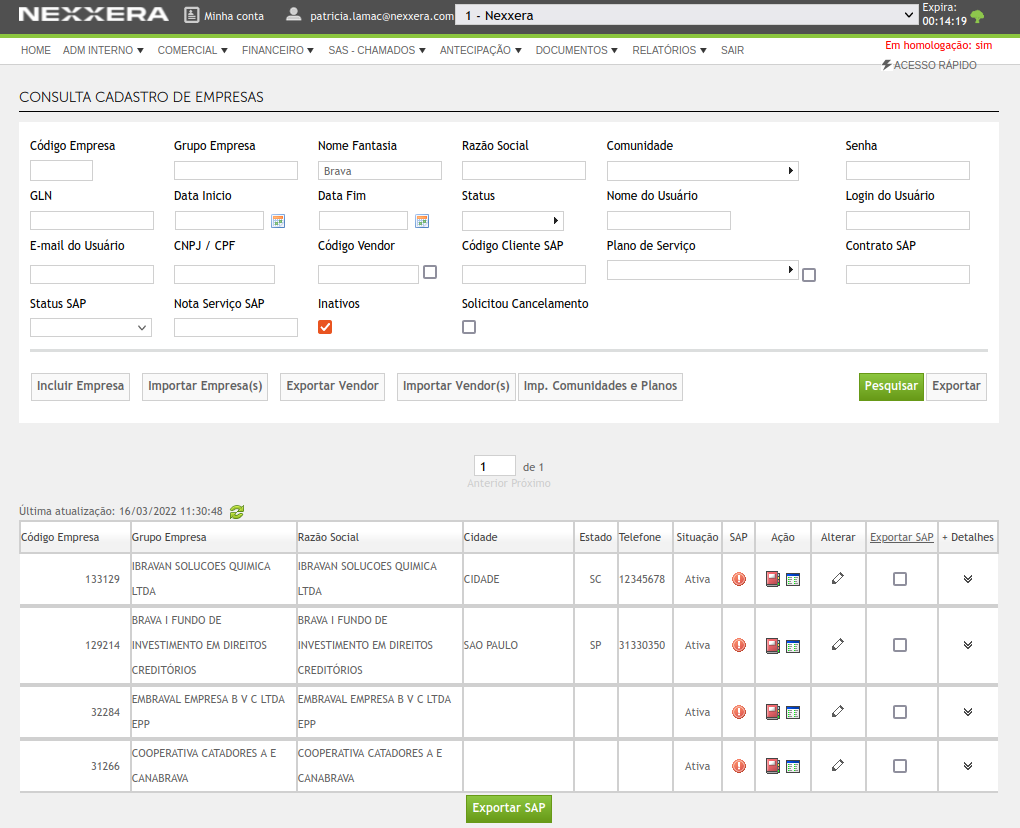 NEXXERA Minha conta patricia.lamac@nexxera.com 1 - Nexxera Expira:
00:14:19
HOME ADM INTERNO COMERCIAL FINANCEIRO SAS - CHAMADOS ANTECIPAÇÃO DOCUMENTOS RELATÓRIOS SAIR
Em homologação: sim
ACESSO RÁPIDO
CONSULTA CADASTRO DE EMPRESAS
Código Empresa Grupo Empresa Nome Fantasia Razão Social Comunidade Senha
Brava
GLN Data Inicio Data Fim Status Nome do Usuário Login do Usuário
E-mail do Usuário CNPJ / CPF Código Vendor Código Cliente SAP Plano de Serviço Contrato SAP
Status SAP Nota Serviço SAP Inativos Solicitou Cancelamento
Incluir Empresa Importar Empresa(s) Exportar Vendor Importar Vendor(s) Imp. Comunidades e Planos Pesquisar Exportar
1 de 1
Anterior Próximo
Última atualização: 16/03/2022 11:30:48
Código Empresa Grupo Empresa Razão Social Cidade Estado Telefone Situação SAP Ação Alterar Exportar SAP + Detalhes
IBRAVAN SOLUCOES QUIMICA IBRAVAN SOLUCOES QUIMICA
133129 CIDADE SC 12345678 Ativa
LTDA LTDA
BRAVA I FUNDO DE BRAVA I FUNDO DE
129214 INVESTIMENTO EM DIREITOS INVESTIMENTO EM DIREITOS SAO PAULO SP 31330350 Ativa
CREDITÓRIOS CREDITÓRIOS
EMBRAVAL EMPRESA B V C LTDA EMBRAVAL EMPRESA B V C LTDA
32284 Ativa
EPP EPP
COOPERATIVA CATADORES A E COOPERATIVA CATADORES A E
31266 Ativa
CANABRAVA CANABRAVA
Exportar SAP